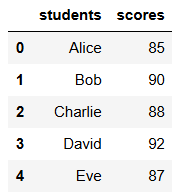 students scores
0 Alice 85
1 Bob 90
2 Charlie 88
3 David 92
4 Eve 87